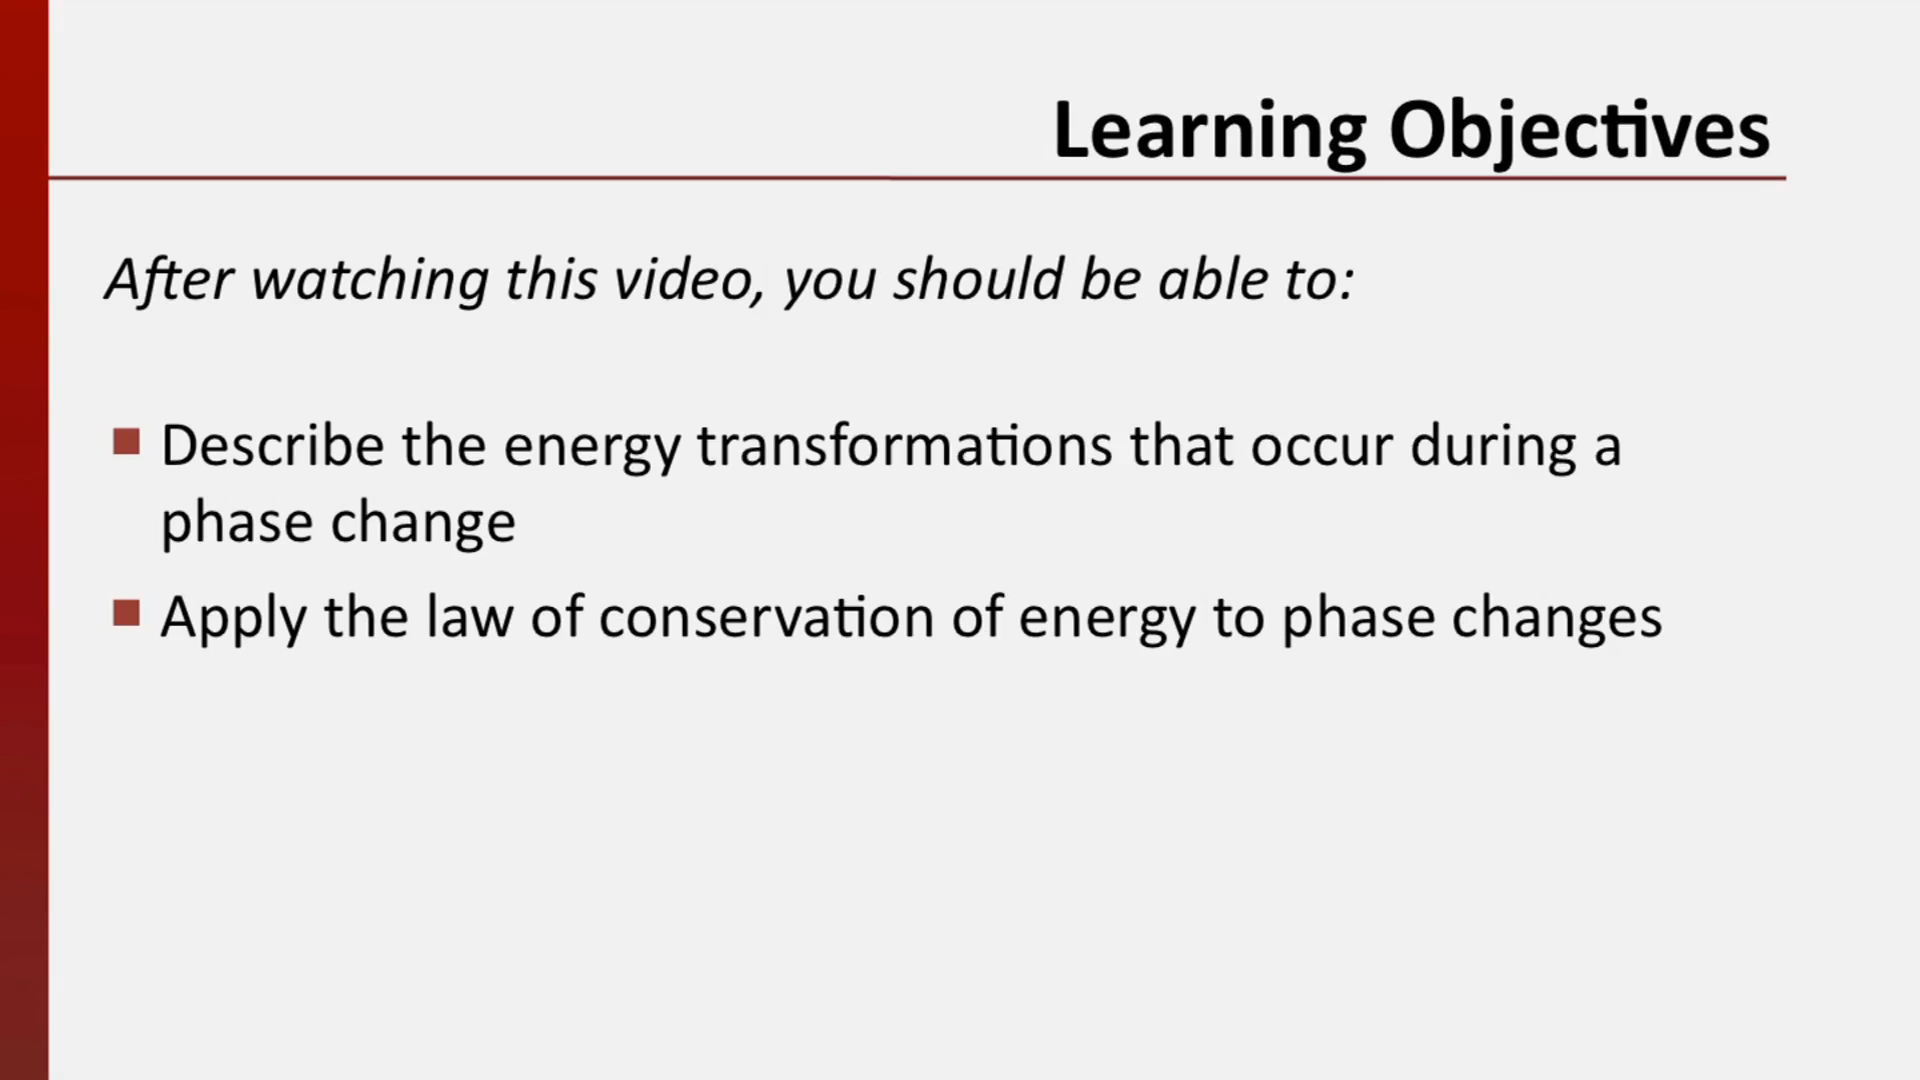 Learning Objectives
After watching this video, you should be able to:
Describe the energy transformations that occur during a
phase change
Apply the law of conservation of energy to phase changes